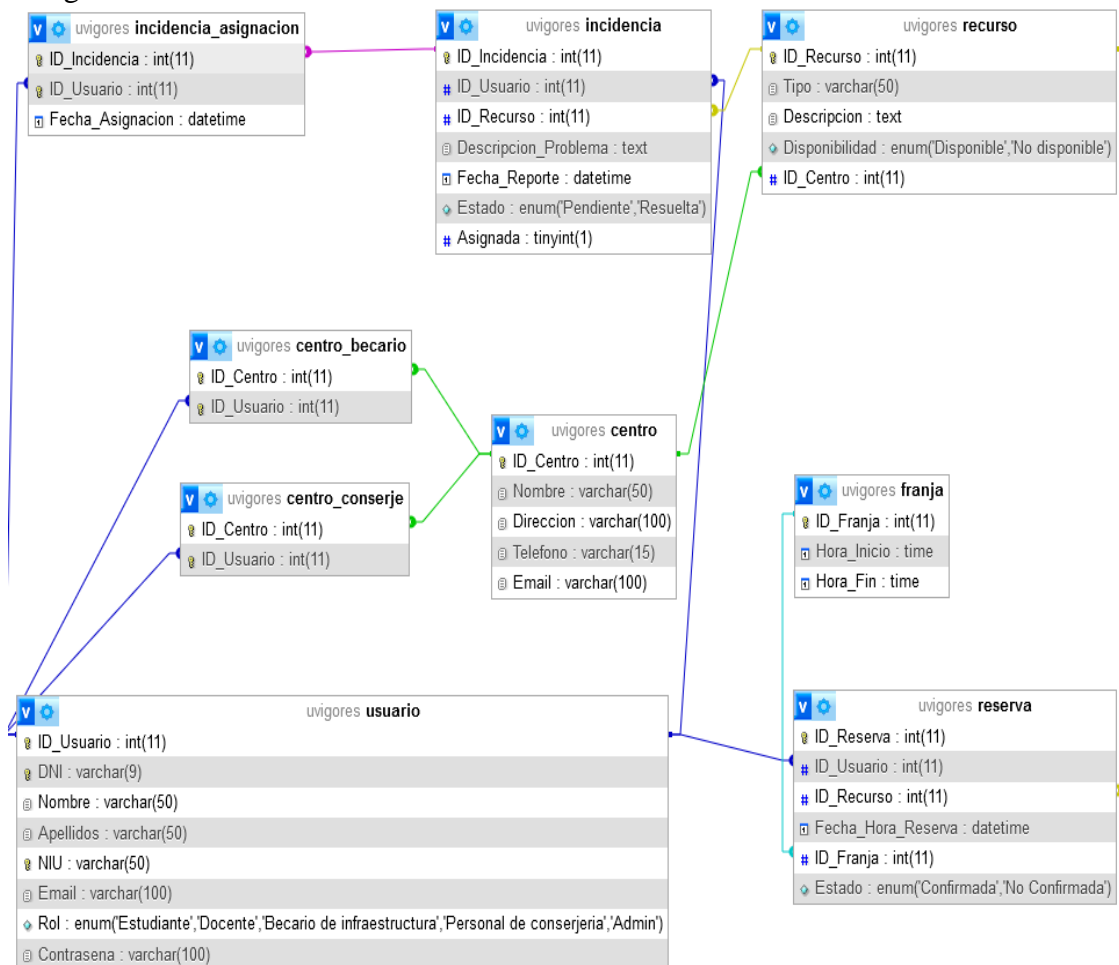 uvigores incidencia_asignacion
ID_Incidencia : int(11)
ID_Usuario : int(11)
Fecha_Asignacion : datetime
uvigores incidencia
ID_Incidencia : int(11)
ID_Usuario : int(11)
ID_Recurso : int(11)
Descripcion_Problema : text
Fecha_Reporte : datetime
Estado : enum('Pendiente','Resuelta')
Asignada : tinyint(1)
uvigores recurso
ID_Recurso : int(11)
Tipo : varchar(50)
Descripcion : text
Disponibilidad : enum('Disponible','No disponible')
ID_Centro : int(11)
uvigores centro_becario
ID_Centro : int(11)
ID_Usuario : int(11)
uvigores centro_conserje
ID_Centro : int(11)
ID_Usuario : int(11)
uvigores centro
ID_Centro : int(11)
Nombre : varchar(50)
Direccion : varchar(100)
Telefono : varchar(15)
Email : varchar(100)
uvigores franja
ID_Franja : int(11)
Hora_Inicio : time
Hora_Fin : time
uvigores usuario
ID_Usuario : int(11)
DNI : varchar(9)
Nombre : varchar(50)
Apellidos : varchar(50)
NIU : varchar(50)
Email : varchar(100)
Rol : enum('Estudiante','Docente','Becario de infraestructura','Personal de conserjeria','Admin')
Contrasena : varchar(100)
uvigores reserva
ID_Reserva : int(11)
ID_Usuario : int(11)
ID_Recurso : int(11)
Fecha_Hora_Reserva : datetime
ID_Franja : int(11)
Estado : enum('Confirmada','No Confirmada')